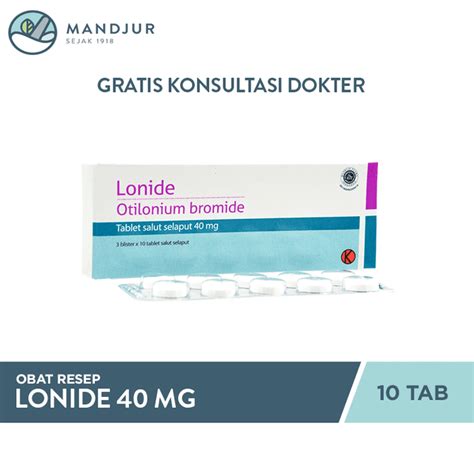 MANDJUR
SEJAK 1918
GRATIS KONSULTASI DOKTER
Lonide
Otilonium bromide
Tablet salut selaput 40 mg
3 blister x 10 tablet salut selaput
K
OBAT RESEP
LONIDE 40 MG
10 TAB